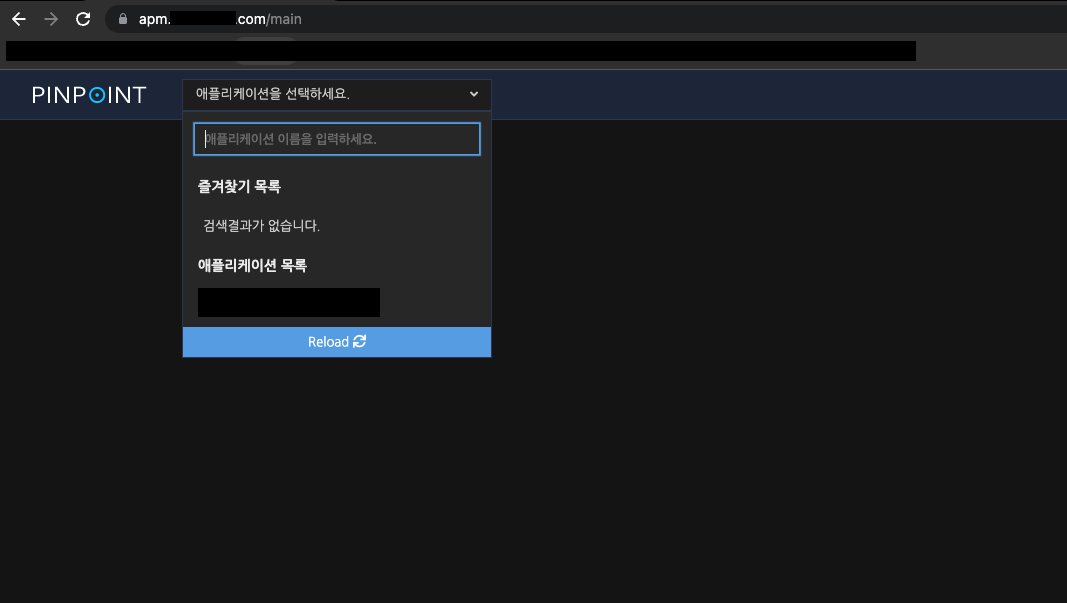 apm. .com/main
PINPOINT
애플리케이션을 선택하세요.
애플리케이션 이름을 입력하세요.
즐겨찾기 목록
검색결과가 없습니다.
애플리케이션 목록
Reload